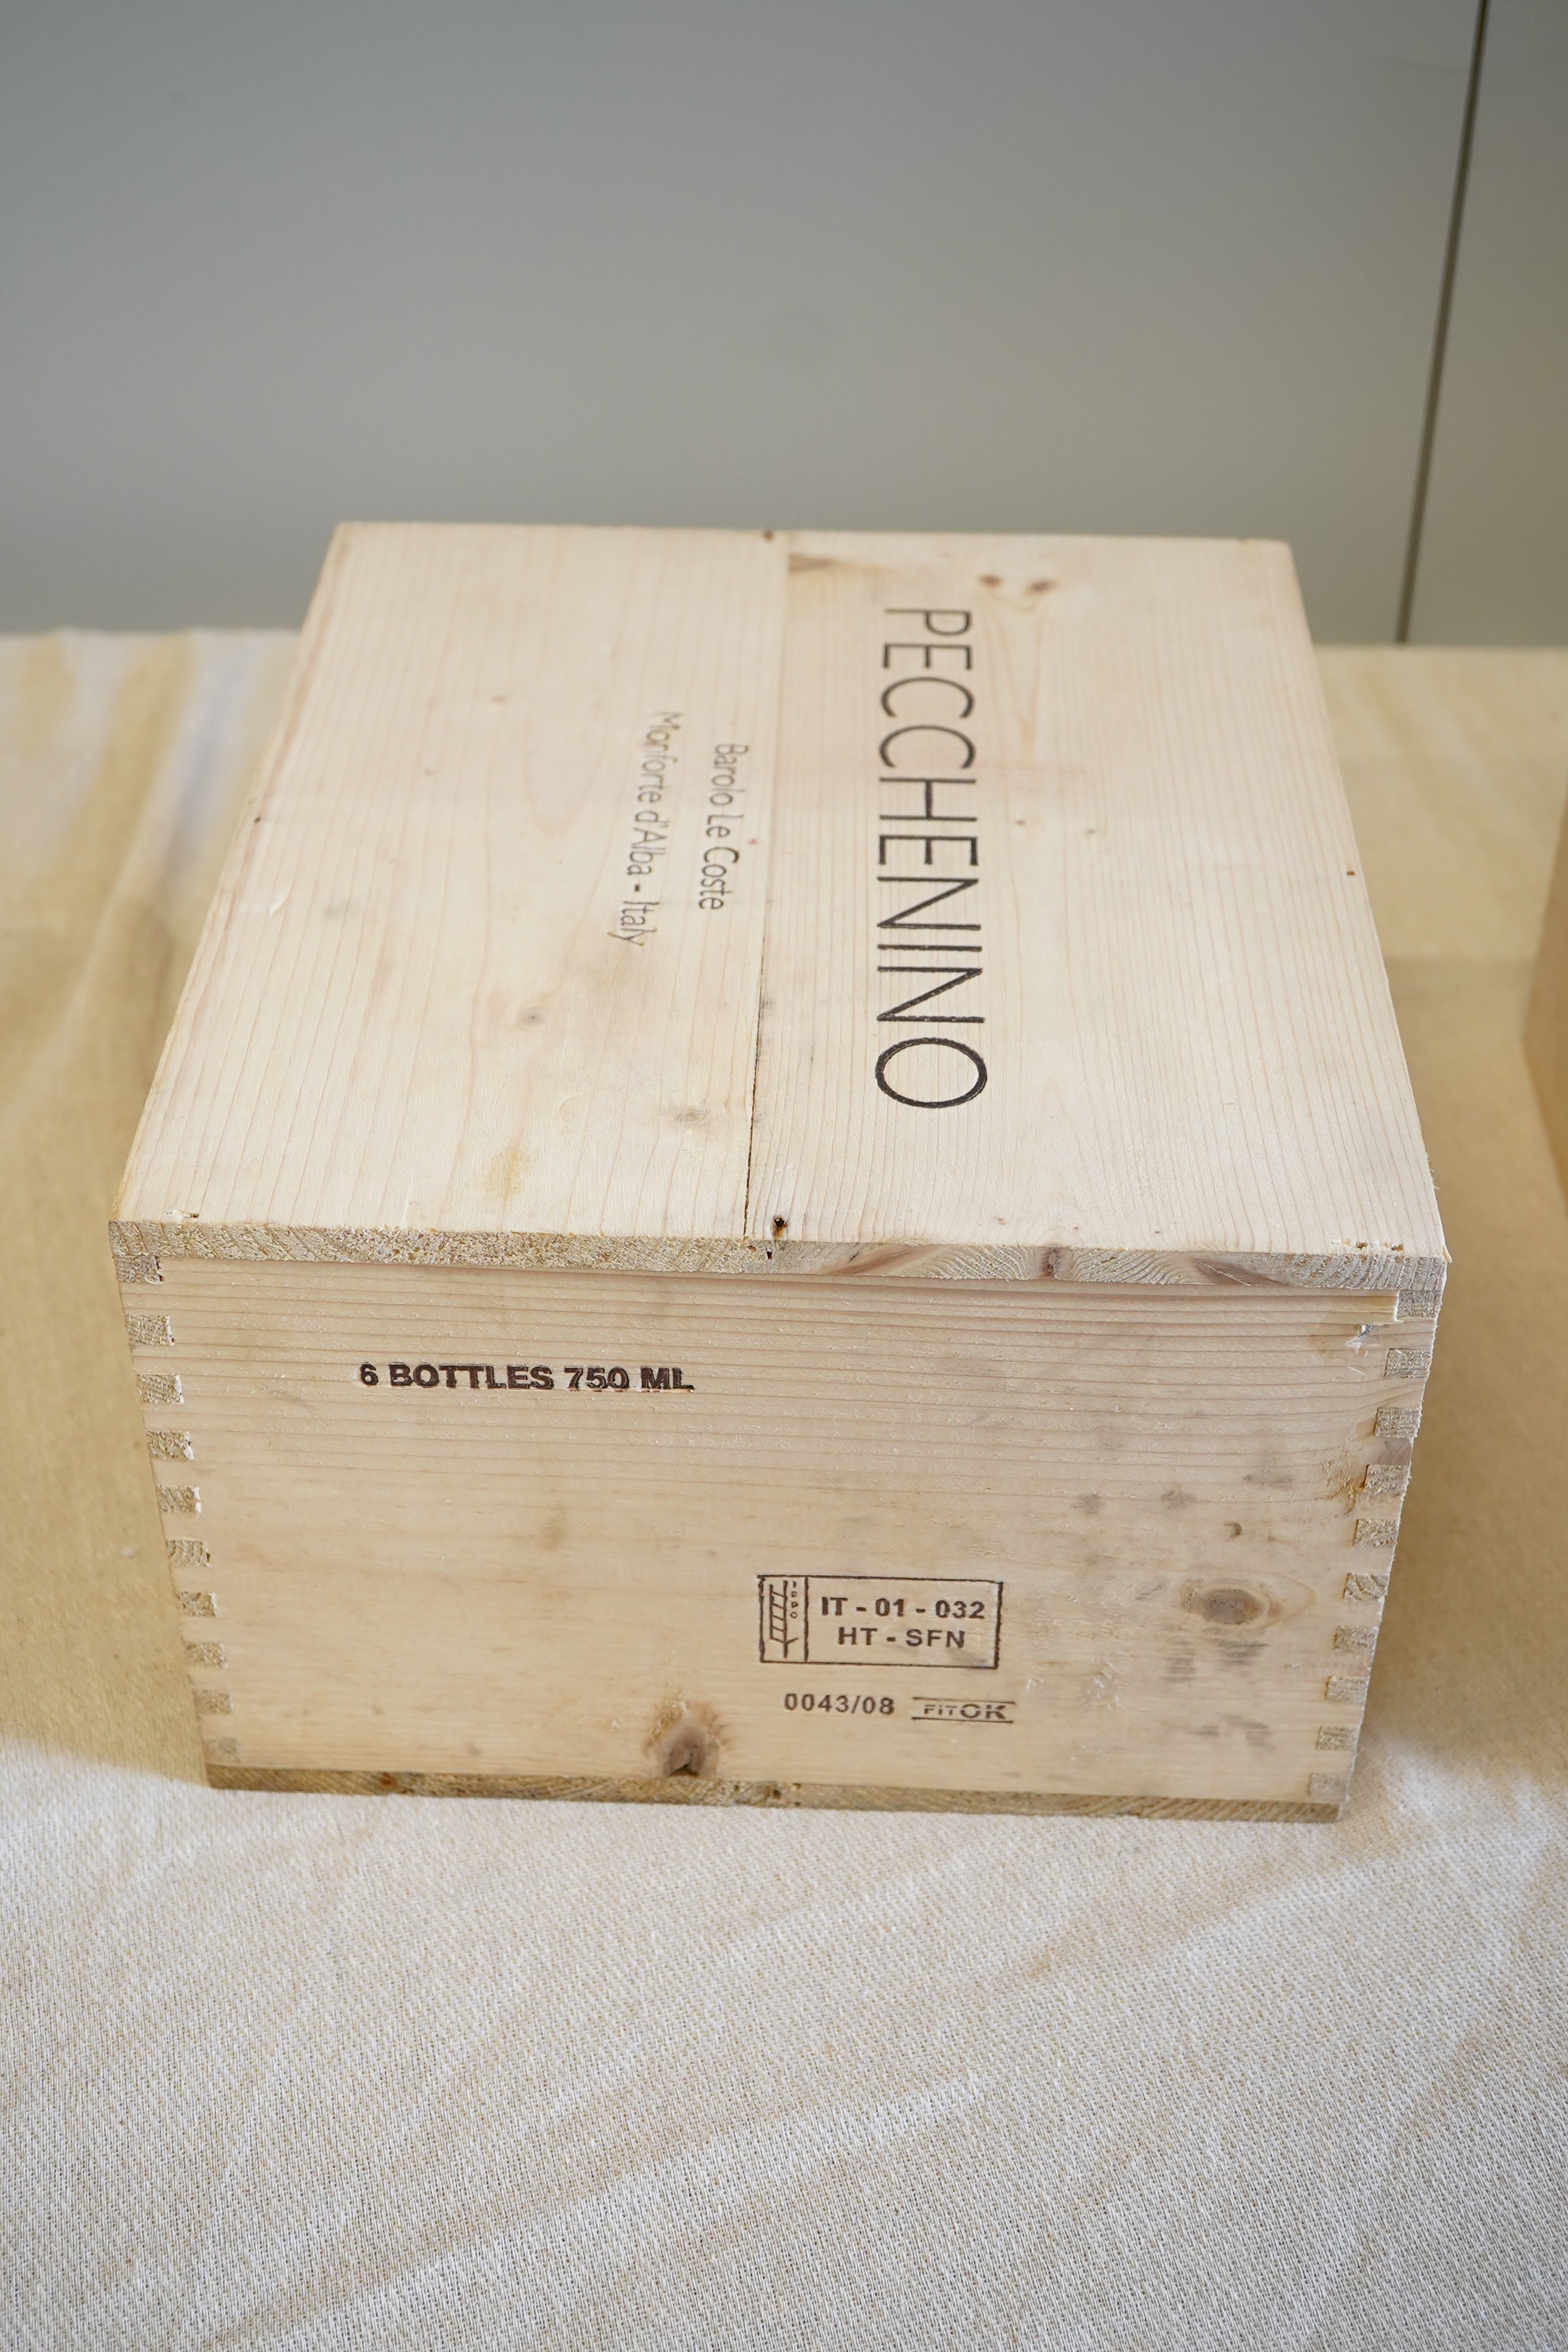 PECCHENINO
Barolo Le Coste
Monforte d'Alba - Italy
6 BOTTLES 750 ML
IPPC
IT - 01 - 032
HT - SFN
0043/08 FITOK